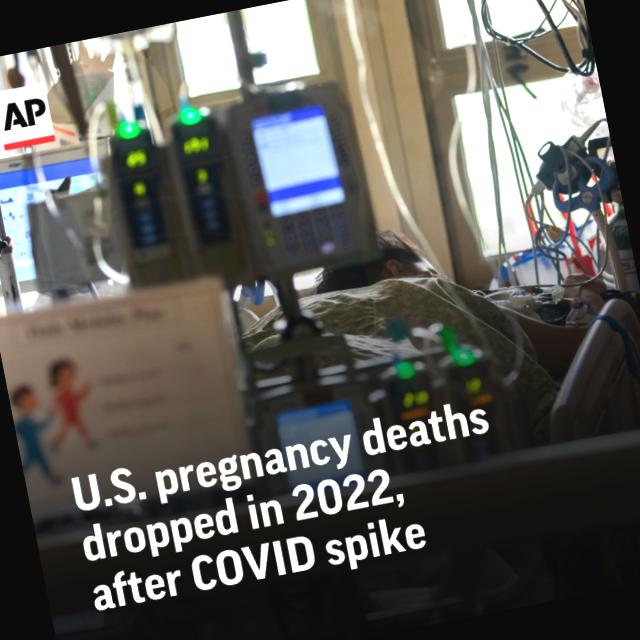 AP
U.S. pregnancy deaths
dropped in 2022,
after COVID spike